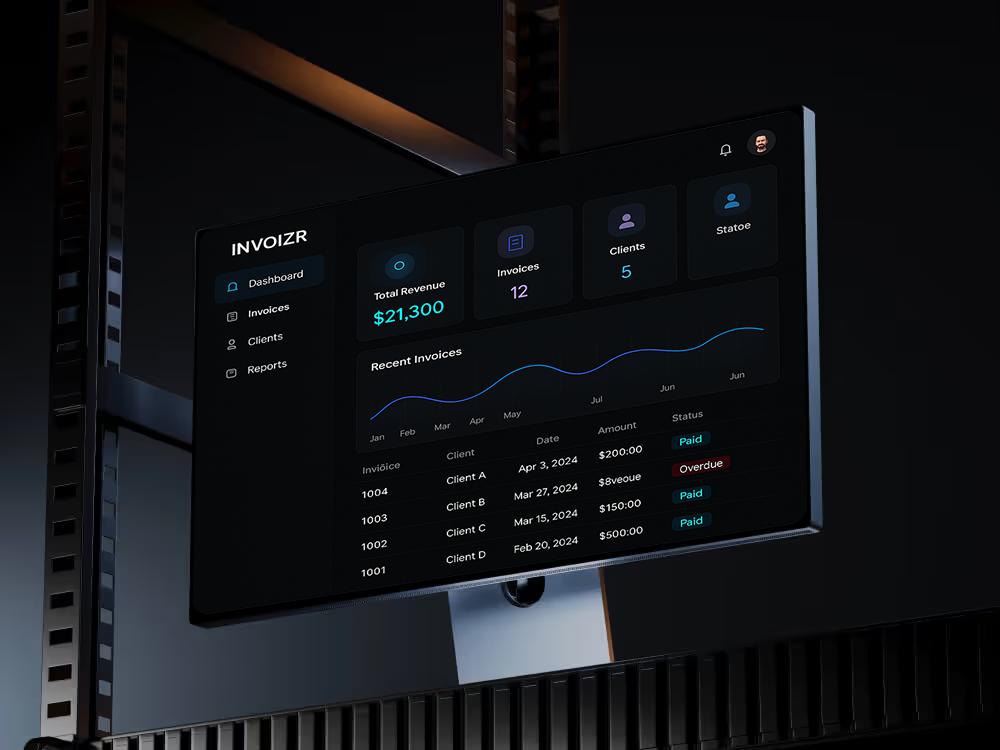 INVOIZR
Dashboard
Invoices
Clients
Reports
Total Revenue
$21,300
Invoices
12
Clients
5
Statoe
Recent Invoices
Jan Feb Mar Apr May Jul Jun Jun
Inviöice Client Date Amount Status
1004 Client A Apr 3, 2024 $200:00 Paid
1003 Client B Mar 27, 2024 $8veoue Overdue
1002 Client C Mar 15, 2024 $150:00 Paid
1001 Client D Feb 20, 2024 $500:00 Paid